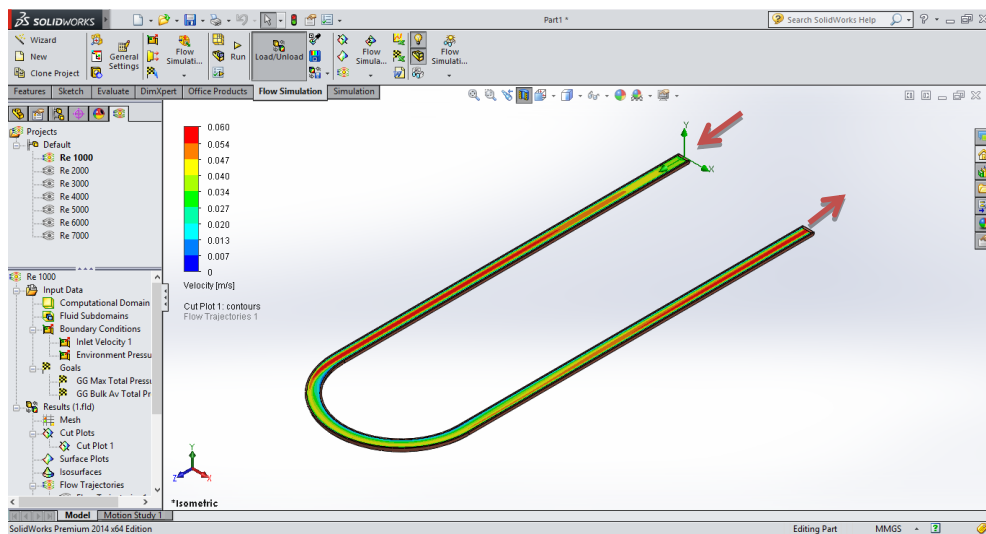 SOLIDWORKS
Part1 *
Search SolidWorks Help
Wizard
New
Clone Project
General Settings
Flow Simulati...
Run
Load/Unload
Flow Simula...
Flow Simulati...
Features Sketch Evaluate DimXpert Office Products Flow Simulation Simulation
Projects
Default
Re 1000
Re 2000
Re 3000
Re 4000
Re 5000
Re 6000
Re 7000
Re 1000
Input Data
Computational Domain
Fluid Subdomains
Boundary Conditions
Inlet Velocity 1
Environment Pressu
Goals
GG Max Total Pressu
GG Bulk Av Total Pr
Results (1.fld)
Mesh
Cut Plots
Cut Plot 1
Surface Plots
Isosurfaces
Flow Trajectories
0.060
0.054
0.047
0.040
0.034
0.027
0.020
0.013
0.007
0
Velocity [m/s]
Cut Plot 1: contours
Flow Trajectories 1
Y
X
Z
Y
Z
X
*Isometric
Model Motion Study 1
SolidWorks Premium 2014 x64 Edition
Editing Part
MMGS